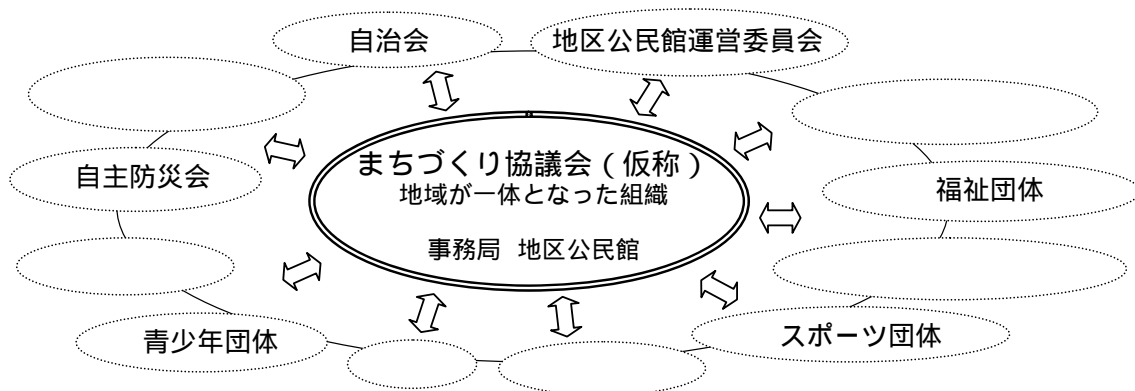 自治会
地区公民館運営委員会
自主防災会
まちづくり協議会(仮称)
地域が一体となった組織
福祉団体
事務局 地区公民館
青少年団体
スポーツ団体